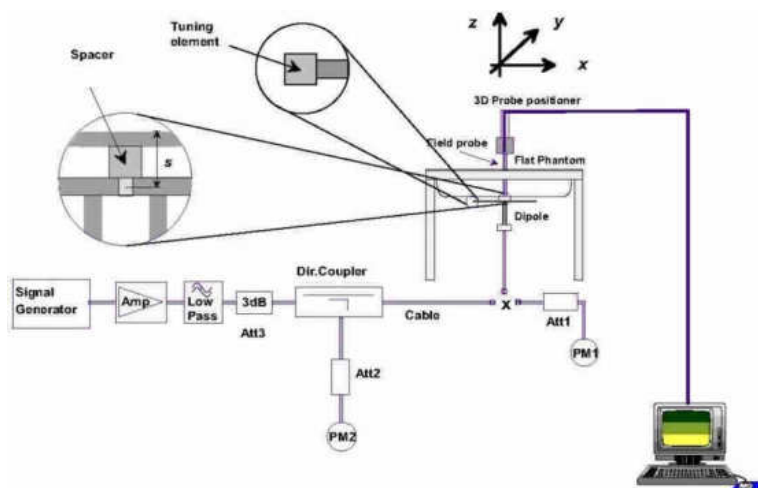 Tuning
element
Spacer
z
y
x
3D Probe positioner
Field probe
Flat Phantom
s
Dipole
Dir.Coupler
Signal
Generator
Amp
Low
Pass
3dB
Att3
Cable
x
Att1
PM1
Att2
PM2